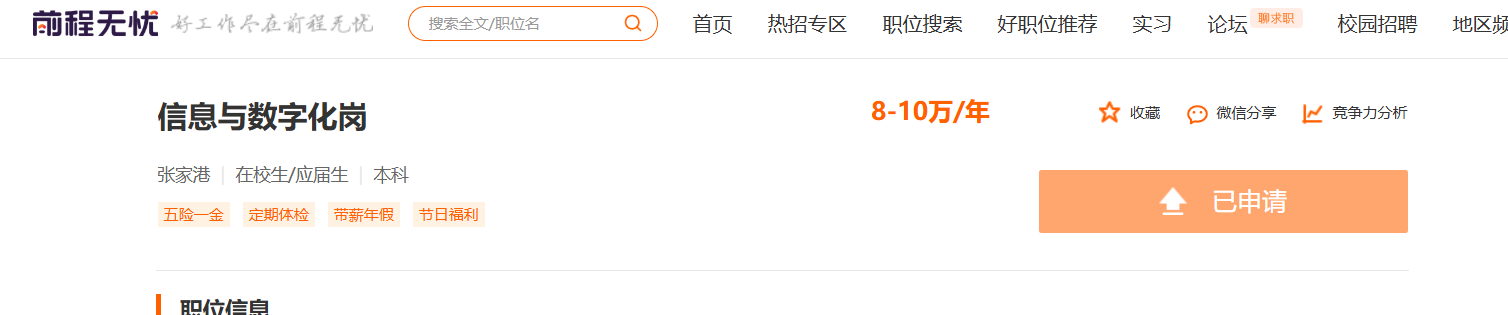 前程无忧 好工作尽在前程无忧 搜索全文/职位名 首页 热招专区 职位搜索 好职位推荐 实习 论坛 聊求职 校园招聘 地区频
信息与数字化岗 8-10万/年 收藏 微信分享 竞争力分析
张家港 | 在校生/应届生 | 本科 已申请
五险一金 定期体检 带薪年假 节日福利
职位信息